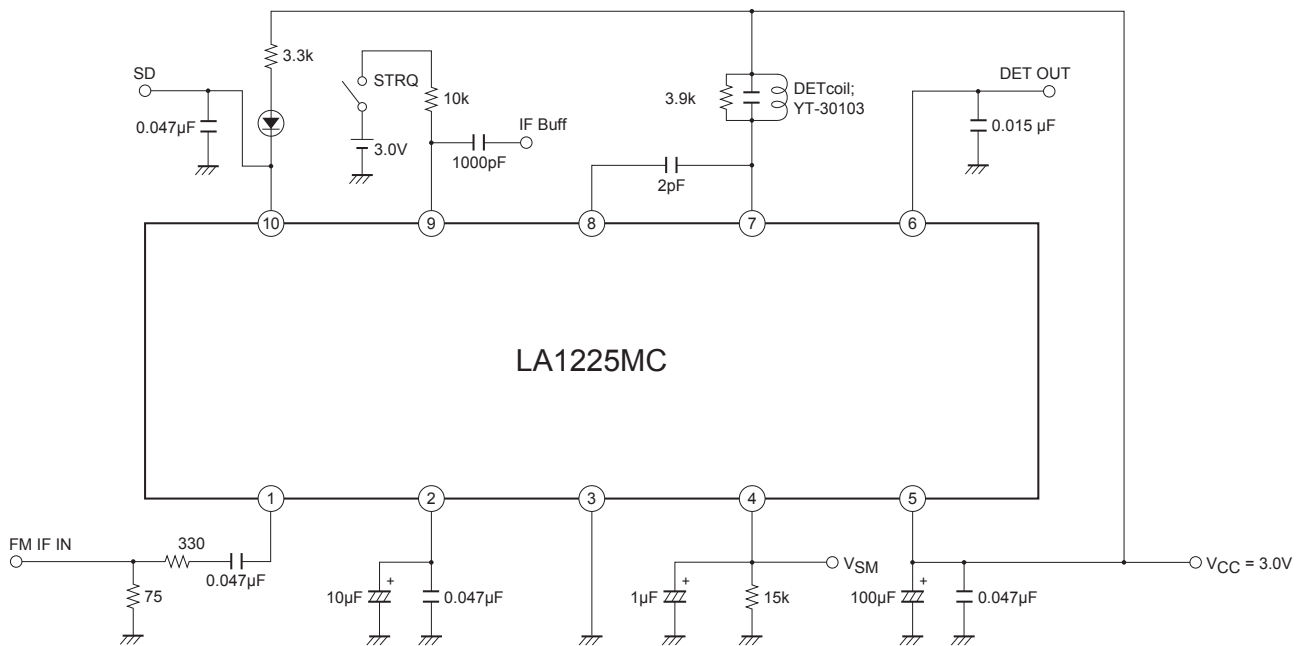 3.3k
SD
STRQ
DET OUT
10k
3.9k
DETcoil;
YT-30103
0.047µF
IF Buff
0.015 µF
3.0V
1000pF
2pF
10
9
8
7
6
LA1225MC
1
2
3
4
5
FM IF IN
330
0.047µF
VSM
VCC = 3.0V
75
10µF
+
0.047µF
1µF
+
15k
100µF
+
0.047µF